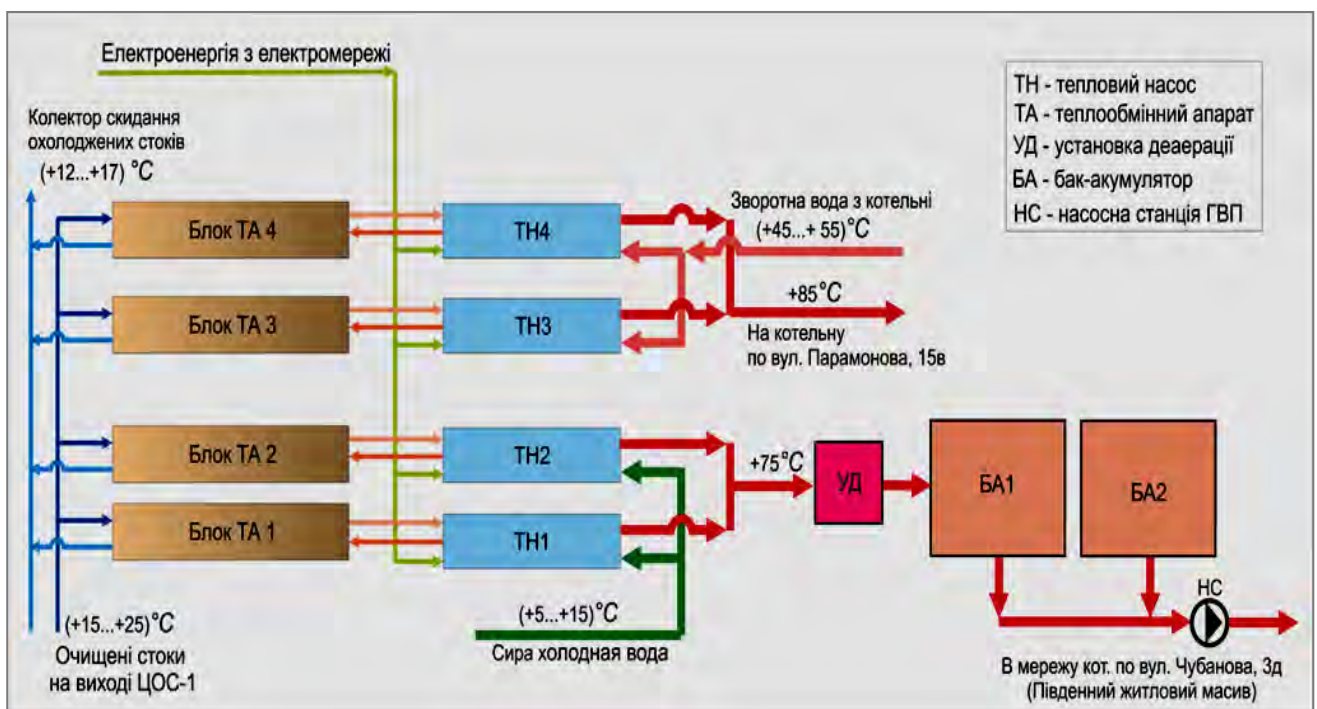 Електроенергія з електромережі
Колектор скидання
охолоджених стоків
(+12...+17) °C
ТН - тепловий насос
ТА - теплообмінний апарат
УД - установка деаерації
БА - бак-акумулятор
НС - насосна станція ГВП
Блок ТА 4
ТН4
Зворотна вода з котельні
(+45...+ 55)°C
+85°C
Блок ТА 3
ТН3
На котельну
по вул. Парамонова, 15в
Блок ТА 2
ТН2
+75°C
УД
БА1
БА2
Блок ТА 1
ТН1
НС
(+15...+25)°C
Очищені стоки
на виході ЦОС-1
(+5...+15)°C
Сира холодная вода
В мережу кот. по вул. Чубанова, 3д
(Південний житловий масив)